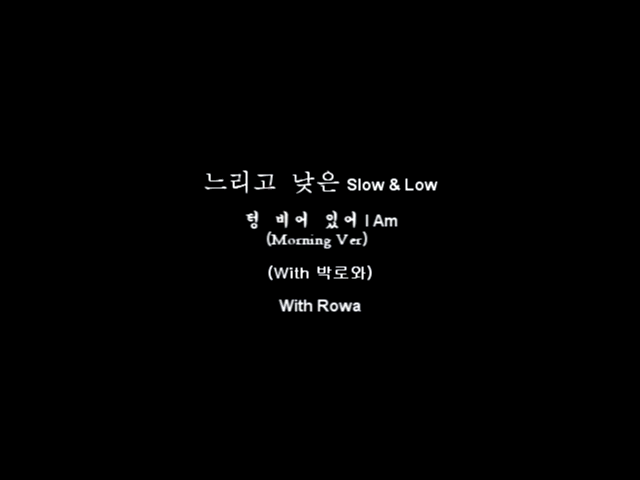 느리고 낮은 Slow & Low
텅 비어 있어 I Am
(Morning Ver)
(With 박로와)
With Rowa